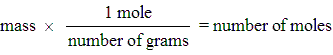 mass × 1 mole / number of grams = number of moles